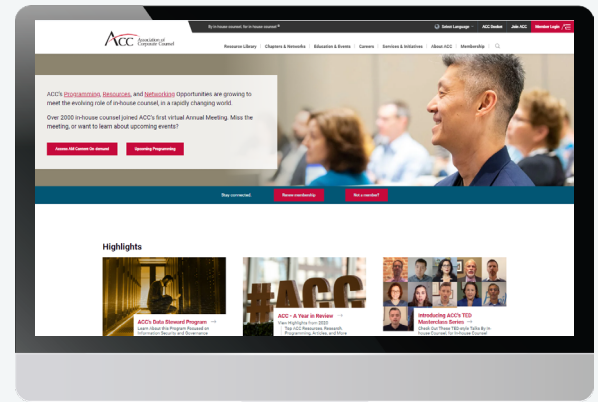 By in-house counsel, for in-house counsel.®
Select Language
ACC Docket
Join ACC
Member Login
ACC Association of
Corporate Counsel
Resource Library | Chapters & Networks | Education & Events | Careers | Services & Initiatives | About ACC | Membership
ACC's Programming, Resources, and Networking Opportunities are growing to
meet the evolving role of in-house counsel, in a rapidly changing world.
Over 2000 in-house counsel joined ACC's first virtual Annual Meeting. Miss the
meeting, or want to learn about upcoming events?
Access AM Content On demand
Upcoming Programming
Stay connected.
Renew membership
Not a member?
Highlights
#ACC
ACC's Data Steward Program →
Learn About this Program Focused on
Information Security and Governance
ACC - A Year in Review →
View Highlights from 2020
Top ACC Resources, Research,
Programming, Articles, and More
Introducing ACC's TED
Masterclass Series →
Check Out These TED-style Talks By In-
house Counsel, for In-house Counsel